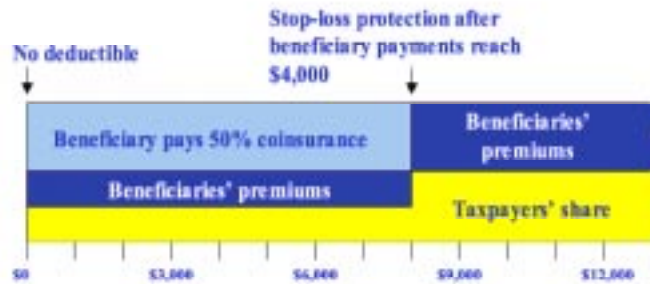 Stop-loss protection after
beneficiary payments reach
$4,000
No deductible
Beneficiary pays 50% coinsurance
Beneficiaries'
premiums
Beneficiaries' premiums
Taxpayers' share
$0 $3,000 $6,000 $9,000 $12,000